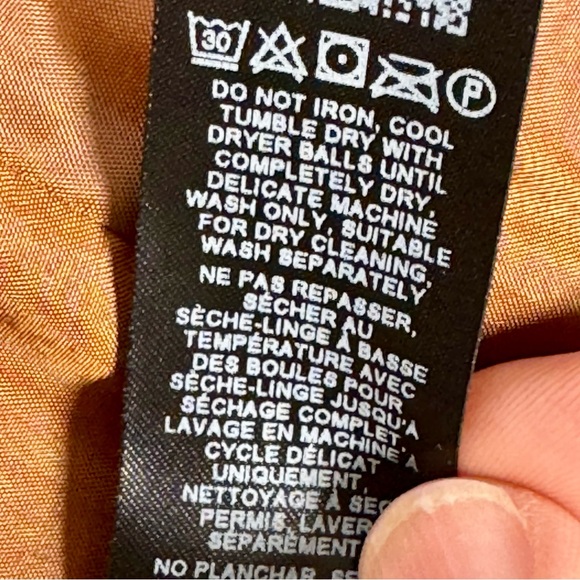 30 P
DO NOT IRON, COOL
TUMBLE DRY WITH
DRYER BALLS UNTIL
COMPLETELY DRY,
DELICATE MACHINE
WASH ONLY, SUITABLE
FOR DRY CLEANING,
WASH SEPARATELY
NE PAS REPASSER,
SÉCHER AU
SÈCHE-LINGE À BASSE
TEMPÉRATURE AVEC
DES BOULES POUR
SÈCHE-LINGE JUSQU'À
SÉCHAGE COMPLET,
LAVAGE EN MACHINE À
CYCLE DÉLICAT
UNIQUEMENT,
NETTOYAGE À
PERMIS, LAVER
SÉPARÉMENT
NO PLANCHAR,